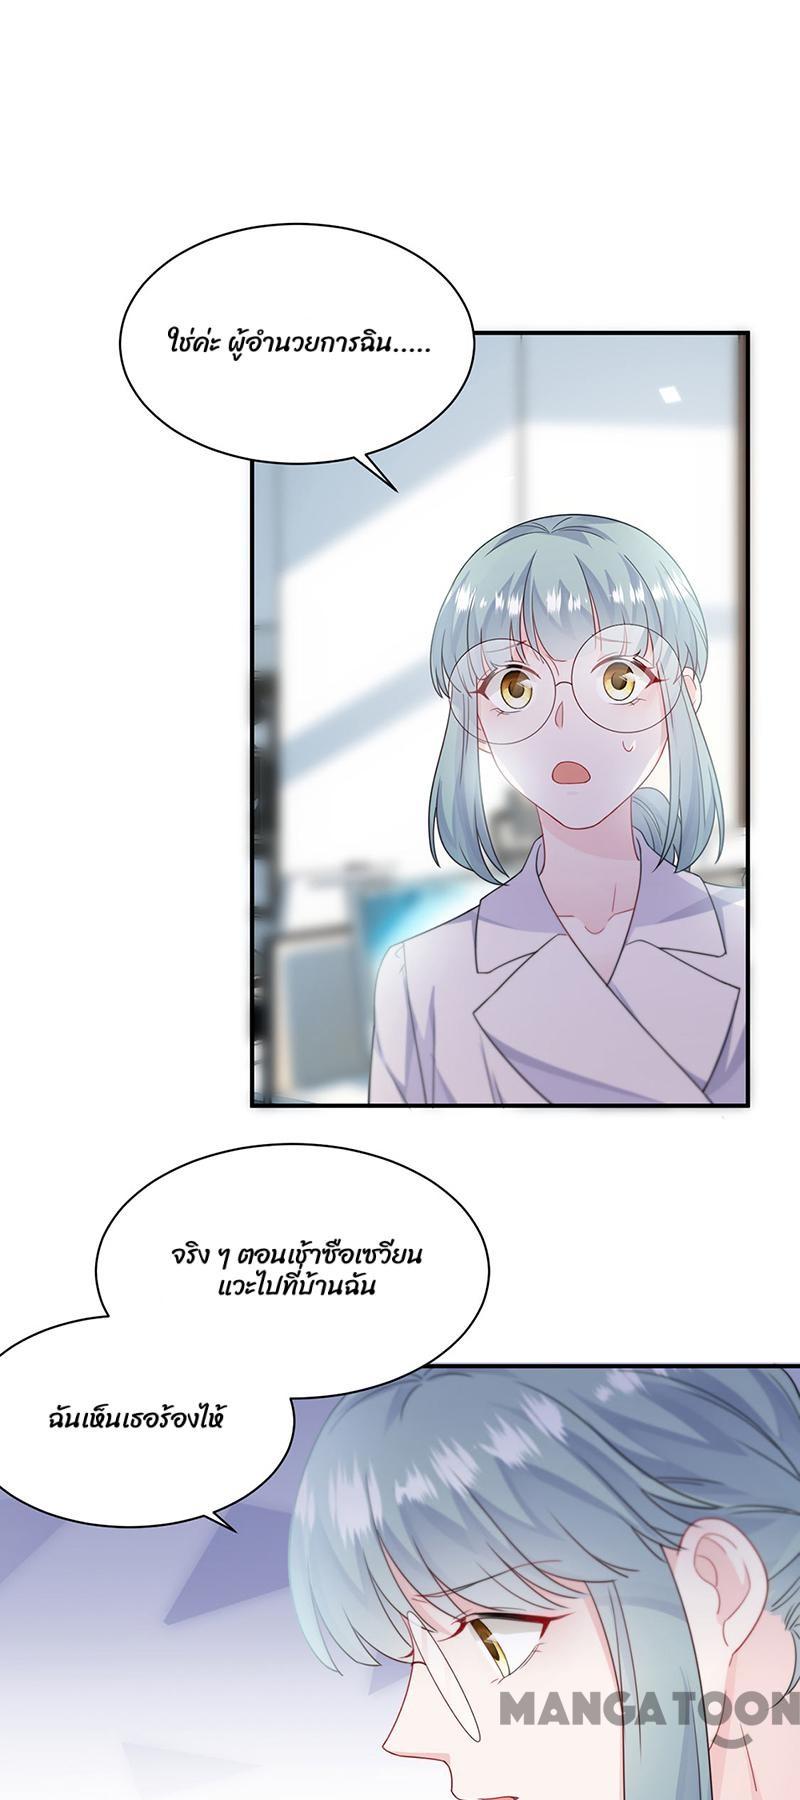 ใช่ค่ะ ผู้อำนวยการฉิน.....
จริง ๆ ตอนเช้าซือเซวียน
แวะไปที่บ้านฉัน
ฉันเห็นเธอร้องไห้
MANGATOON